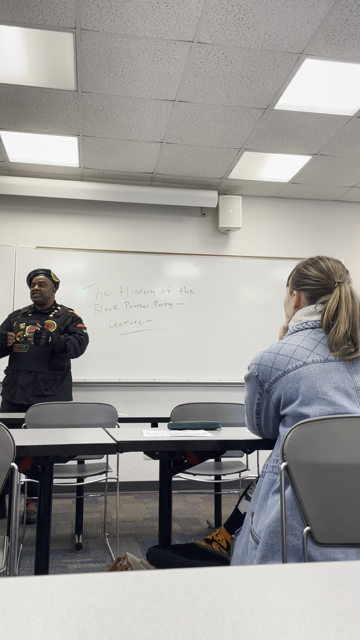 The History of the
Black Panther Party —
Lecture —